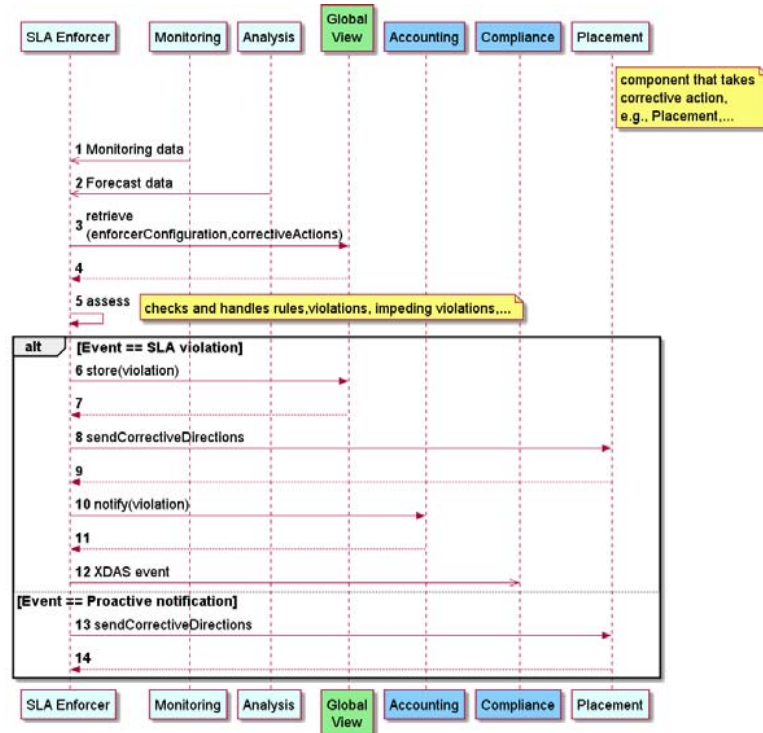 Global
View
SLA Enforcer
Monitoring
Analysis
Accounting
Compliance
Placement
component that takes
corrective action,
e.g., Placement,...
1 Monitoring data
2 Forecast data
3 retrieve
(enforcerConfiguration,correctiveActions)
4
5 assess
checks and handles rules,violations, impeding violations,...
alt
[Event == SLA violation]
6 store(violation)
7
8 sendCorrectiveDirections
9
10 notify(violation)
11
12 XDAS event
[Event == Proactive notification]
13 sendCorrectiveDirections
14
SLA Enforcer
Monitoring
Analysis
Global
View
Accounting
Compliance
Placement